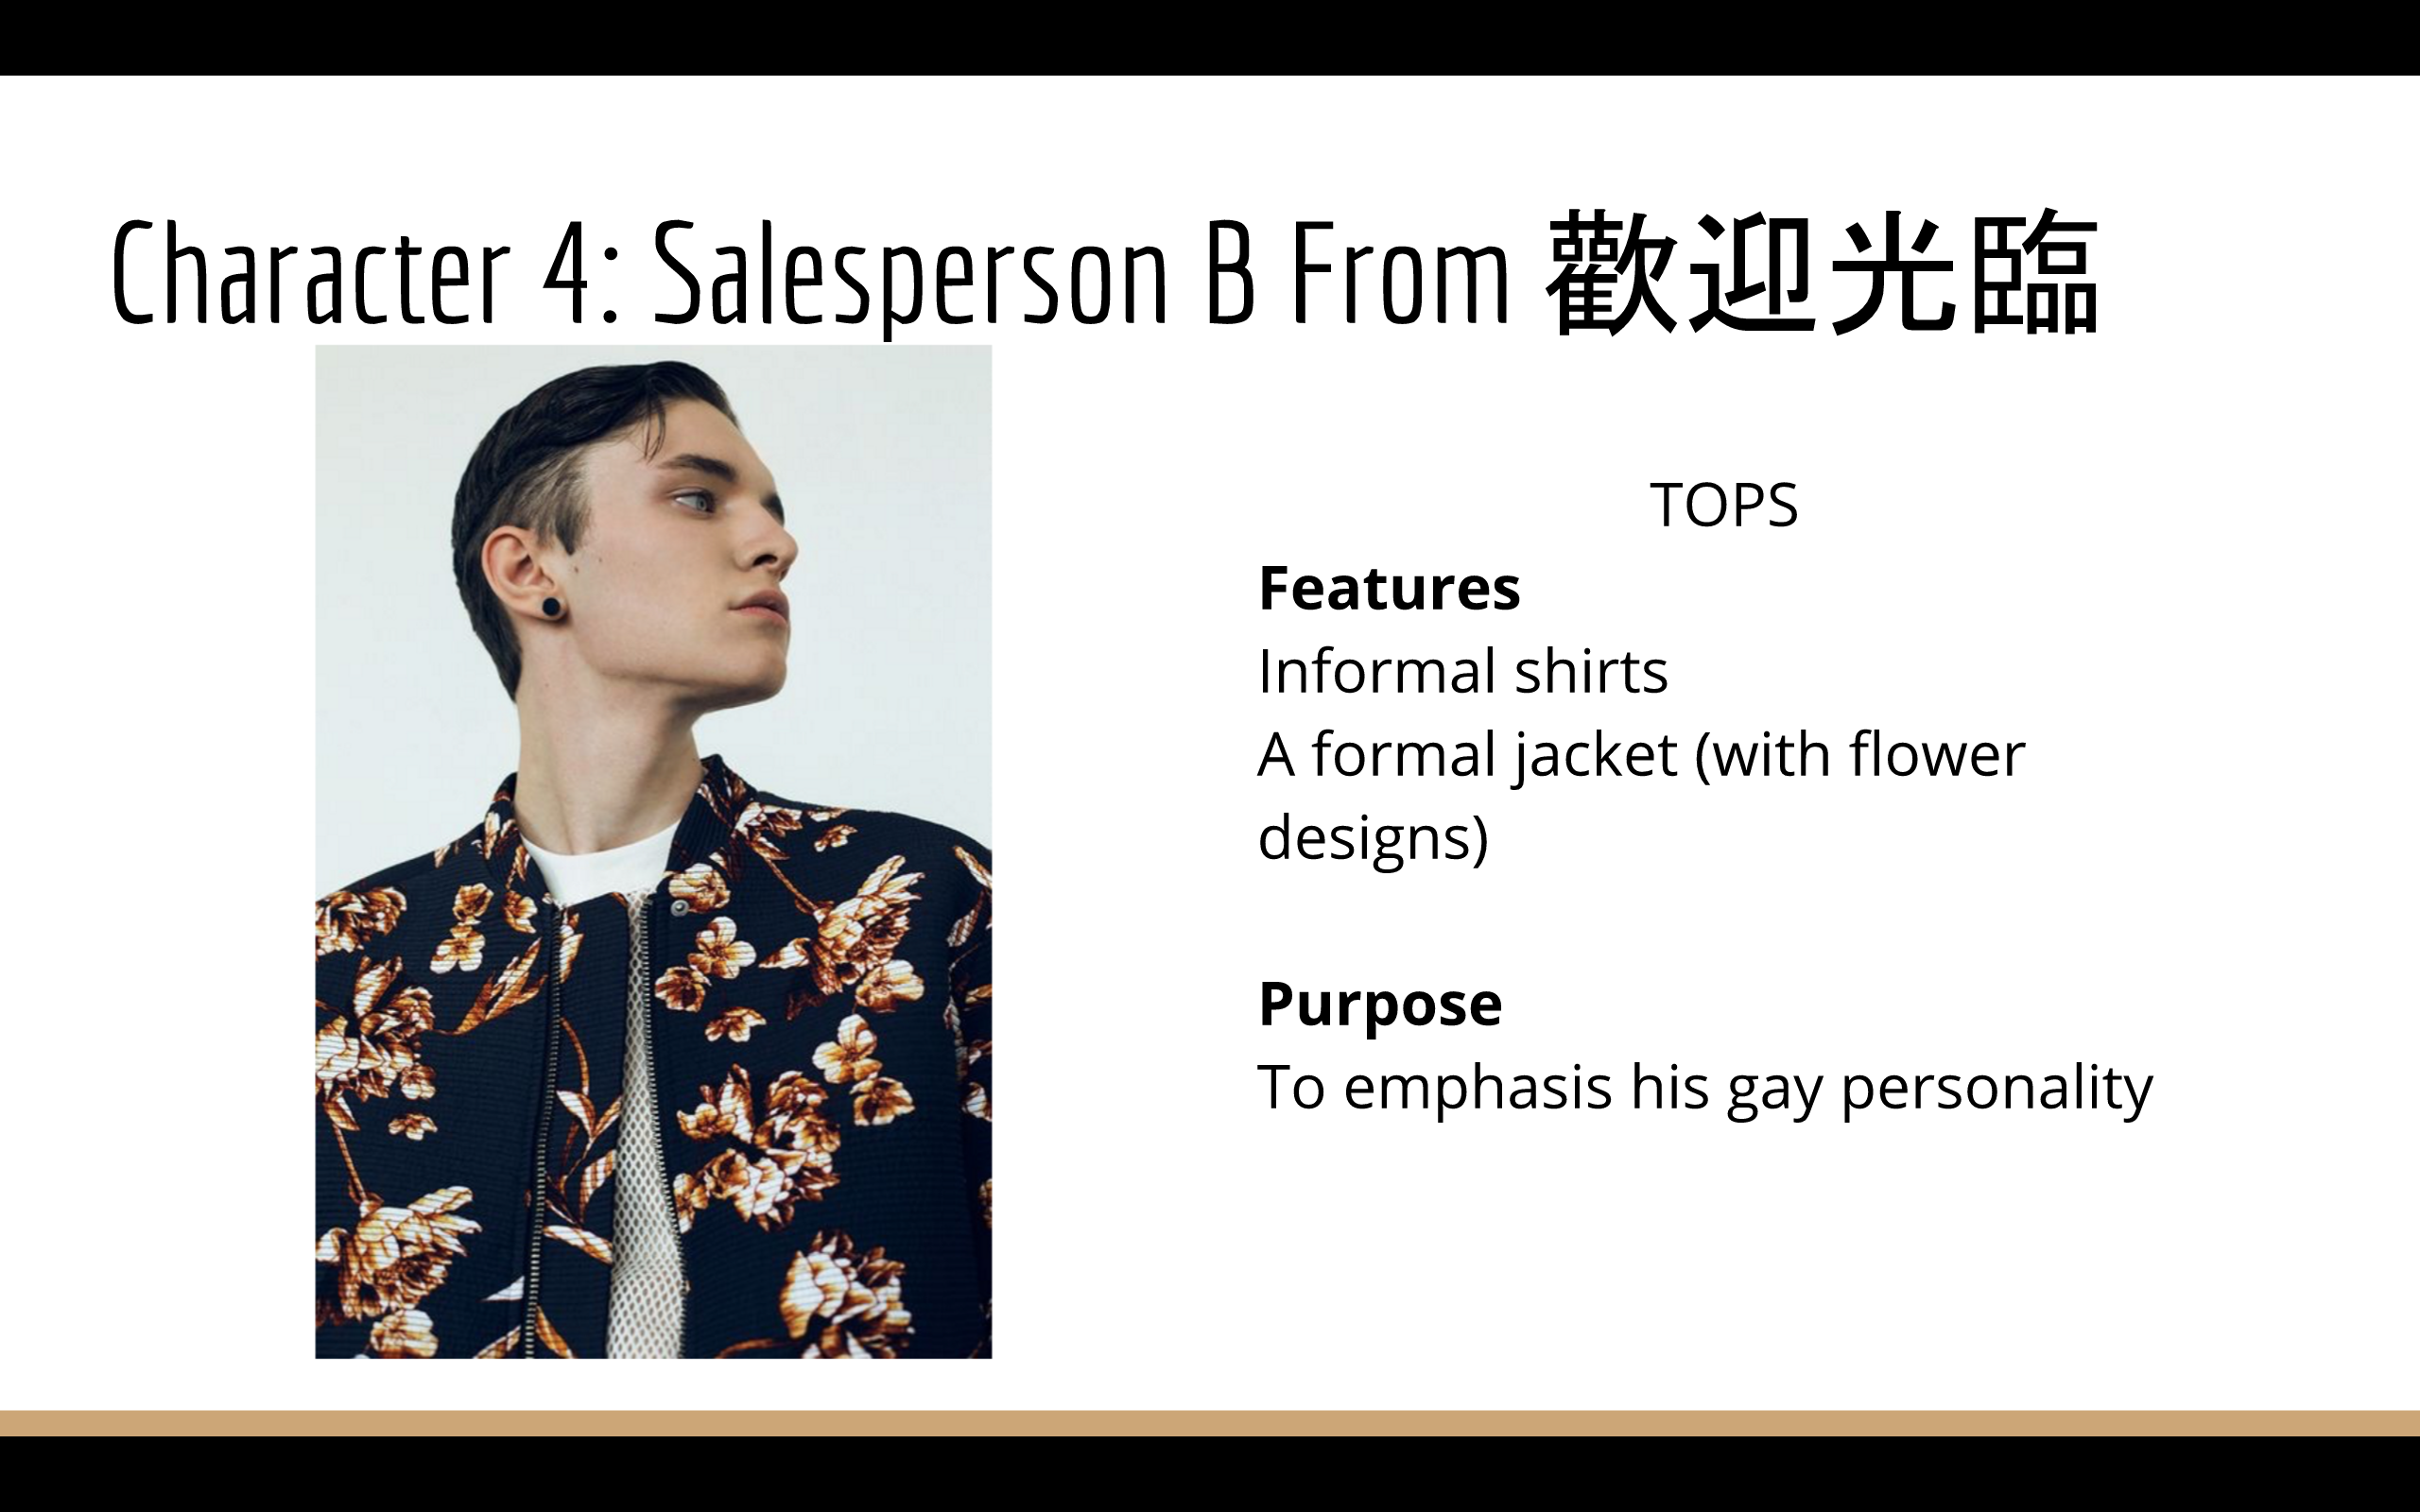 Character 4: Salesperson B From 歡迎光臨
TOPS
Features
Informal shirts
A formal jacket (with flower
designs)
Purpose
To emphasis his gay personality